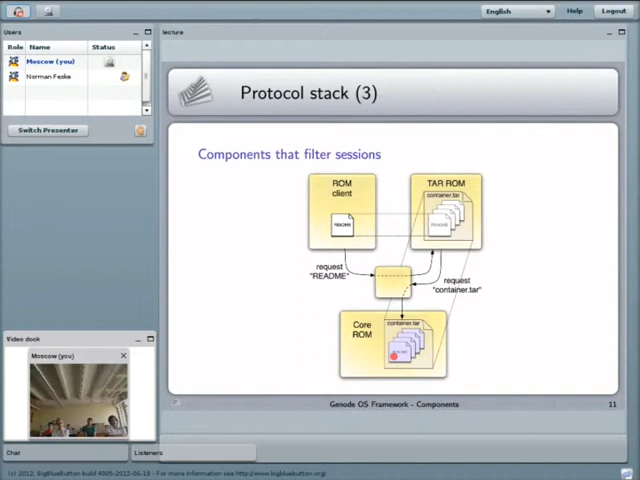 English
Help
Logout
Users
Role Name Status
Moscow (you)
Norman Feske
Switch Presenter
lecture
Protocol stack (3)
Components that filter sessions
ROM
client
README
TAR ROM
container.tar
README
request
"README"
request
"container.tar"
Core
ROM
container.tar
Genode OS Framework - Components
11
Video dock
Moscow (you)
Chat
Listeners
(c) 2012, BigBlueButton build 4005-2012-06-18 - For more information see http://www.bigbluebutton.org/